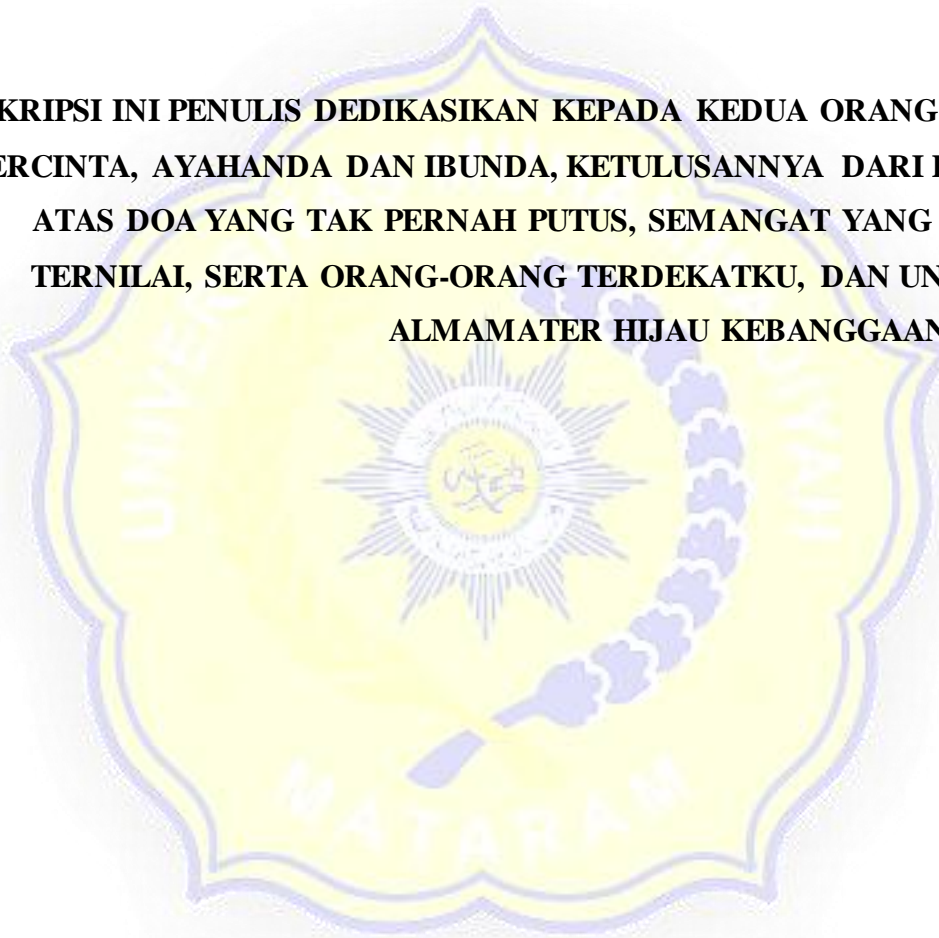 KRIPSI INI PENULIS DEDIKASIKAN KEPADA KEDUA ORANG
ERCINTA, AYAHANDA DAN IBUNDA, KETULUSANNYA DARI
ATAS DOA YANG TAK PERNAH PUTUS, SEMANGAT YANG
TERNILAI, SERTA ORANG-ORANG TERDEKATKU, DAN UN
ALMAMATER HIJAU KEBANGGAAN
MATARAM